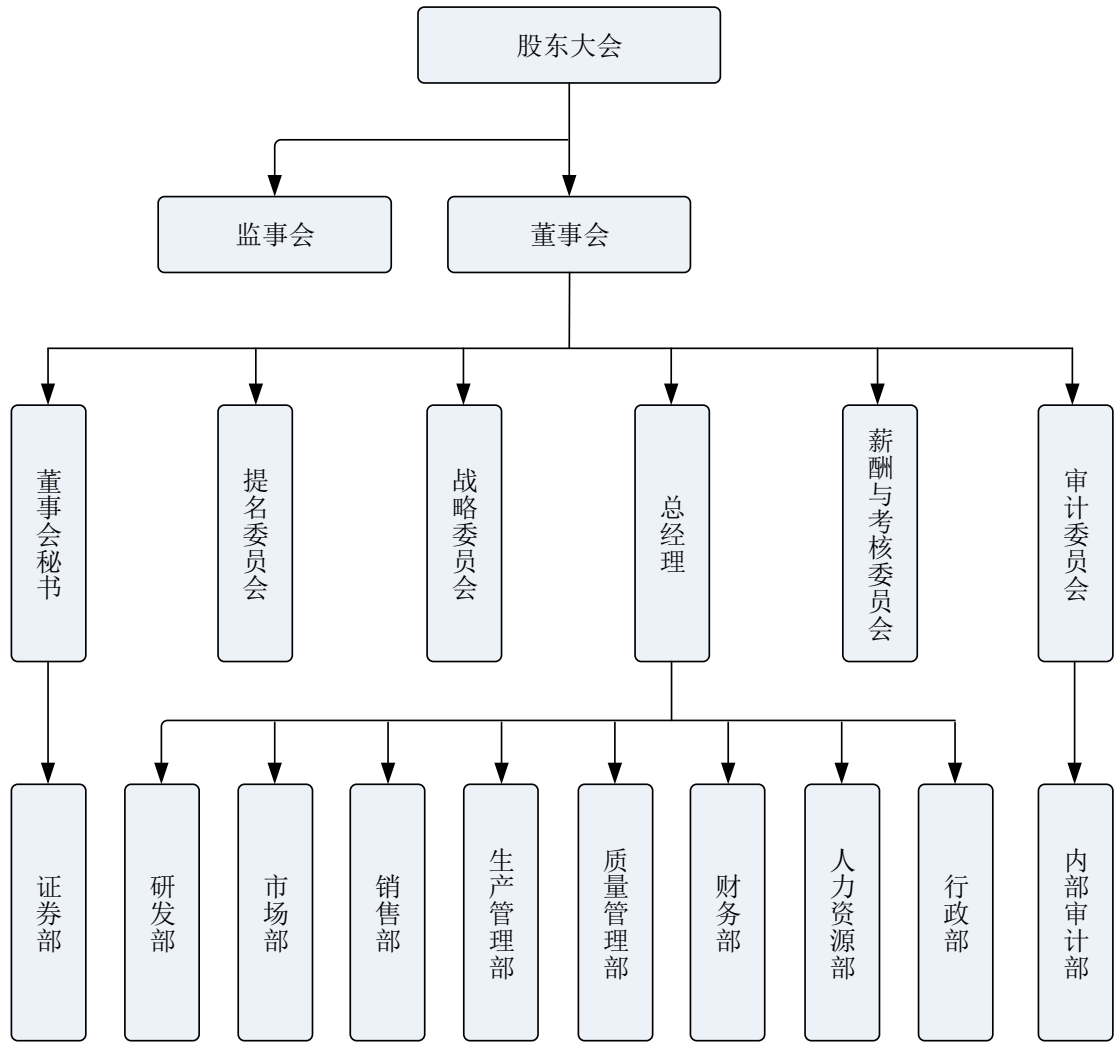 股东大会
监事会
董事会
董事会秘书
提名委员会
战略委员会
总经理
薪酬与考核委员会
审计委员会
证券部
研发部
市场部
销售部
生产管理部
质量管理部
财务部
人力资源部
行政部
内部审计部